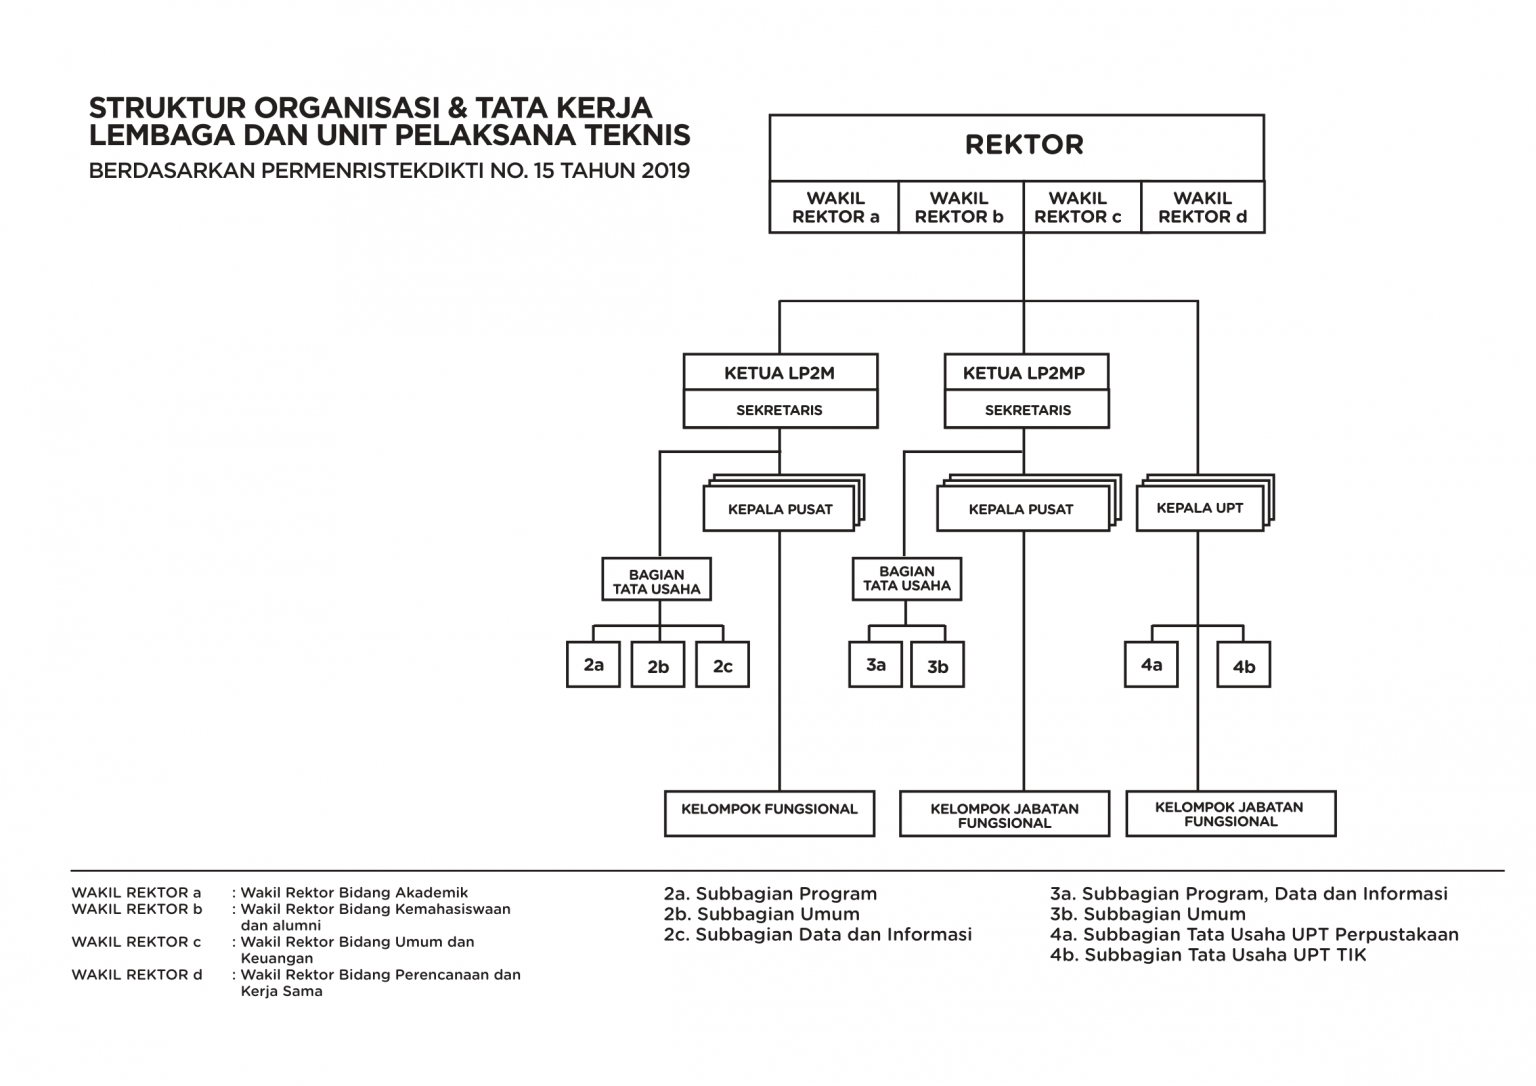 STRUKTUR ORGANISASI & TATA KERJA
LEMBAGA DAN UNIT PELAKSANA TEKNIS
BERDASARKAN PERMENRISTEKDIKTI NO. 15 TAHUN 2019
REKTOR
WAKIL
REKTOR a
WAKIL
REKTOR b
WAKIL
REKTOR c
WAKIL
REKTOR d
KETUA LP2M
SEKRETARIS
KETUA LP2MP
SEKRETARIS
KEPALA PUSAT
KEPALA PUSAT
KEPALA UPT
BAGIAN
TATA USAHA
BAGIAN
TATA USAHA
2a
2b
2c
3a
3b
4a
4b
KELOMPOK FUNGSIONAL
KELOMPOK JABATAN
FUNGSIONAL
KELOMPOK JABATAN
FUNGSIONAL
WAKIL REKTOR a : Wakil Rektor Bidang Akademik
WAKIL REKTOR b : Wakil Rektor Bidang Kemahasiswaan
dan alumni
WAKIL REKTOR c : Wakil Rektor Bidang Umum dan
Keuangan
WAKIL REKTOR d : Wakil Rektor Bidang Perencanaan dan
Kerja Sama
2a. Subbagian Program
2b. Subbagian Umum
2c. Subbagian Data dan Informasi
3a. Subbagian Program, Data dan Informasi
3b. Subbagian Umum
4a. Subbagian Tata Usaha UPT Perpustakaan
4b. Subbagian Tata Usaha UPT TIK